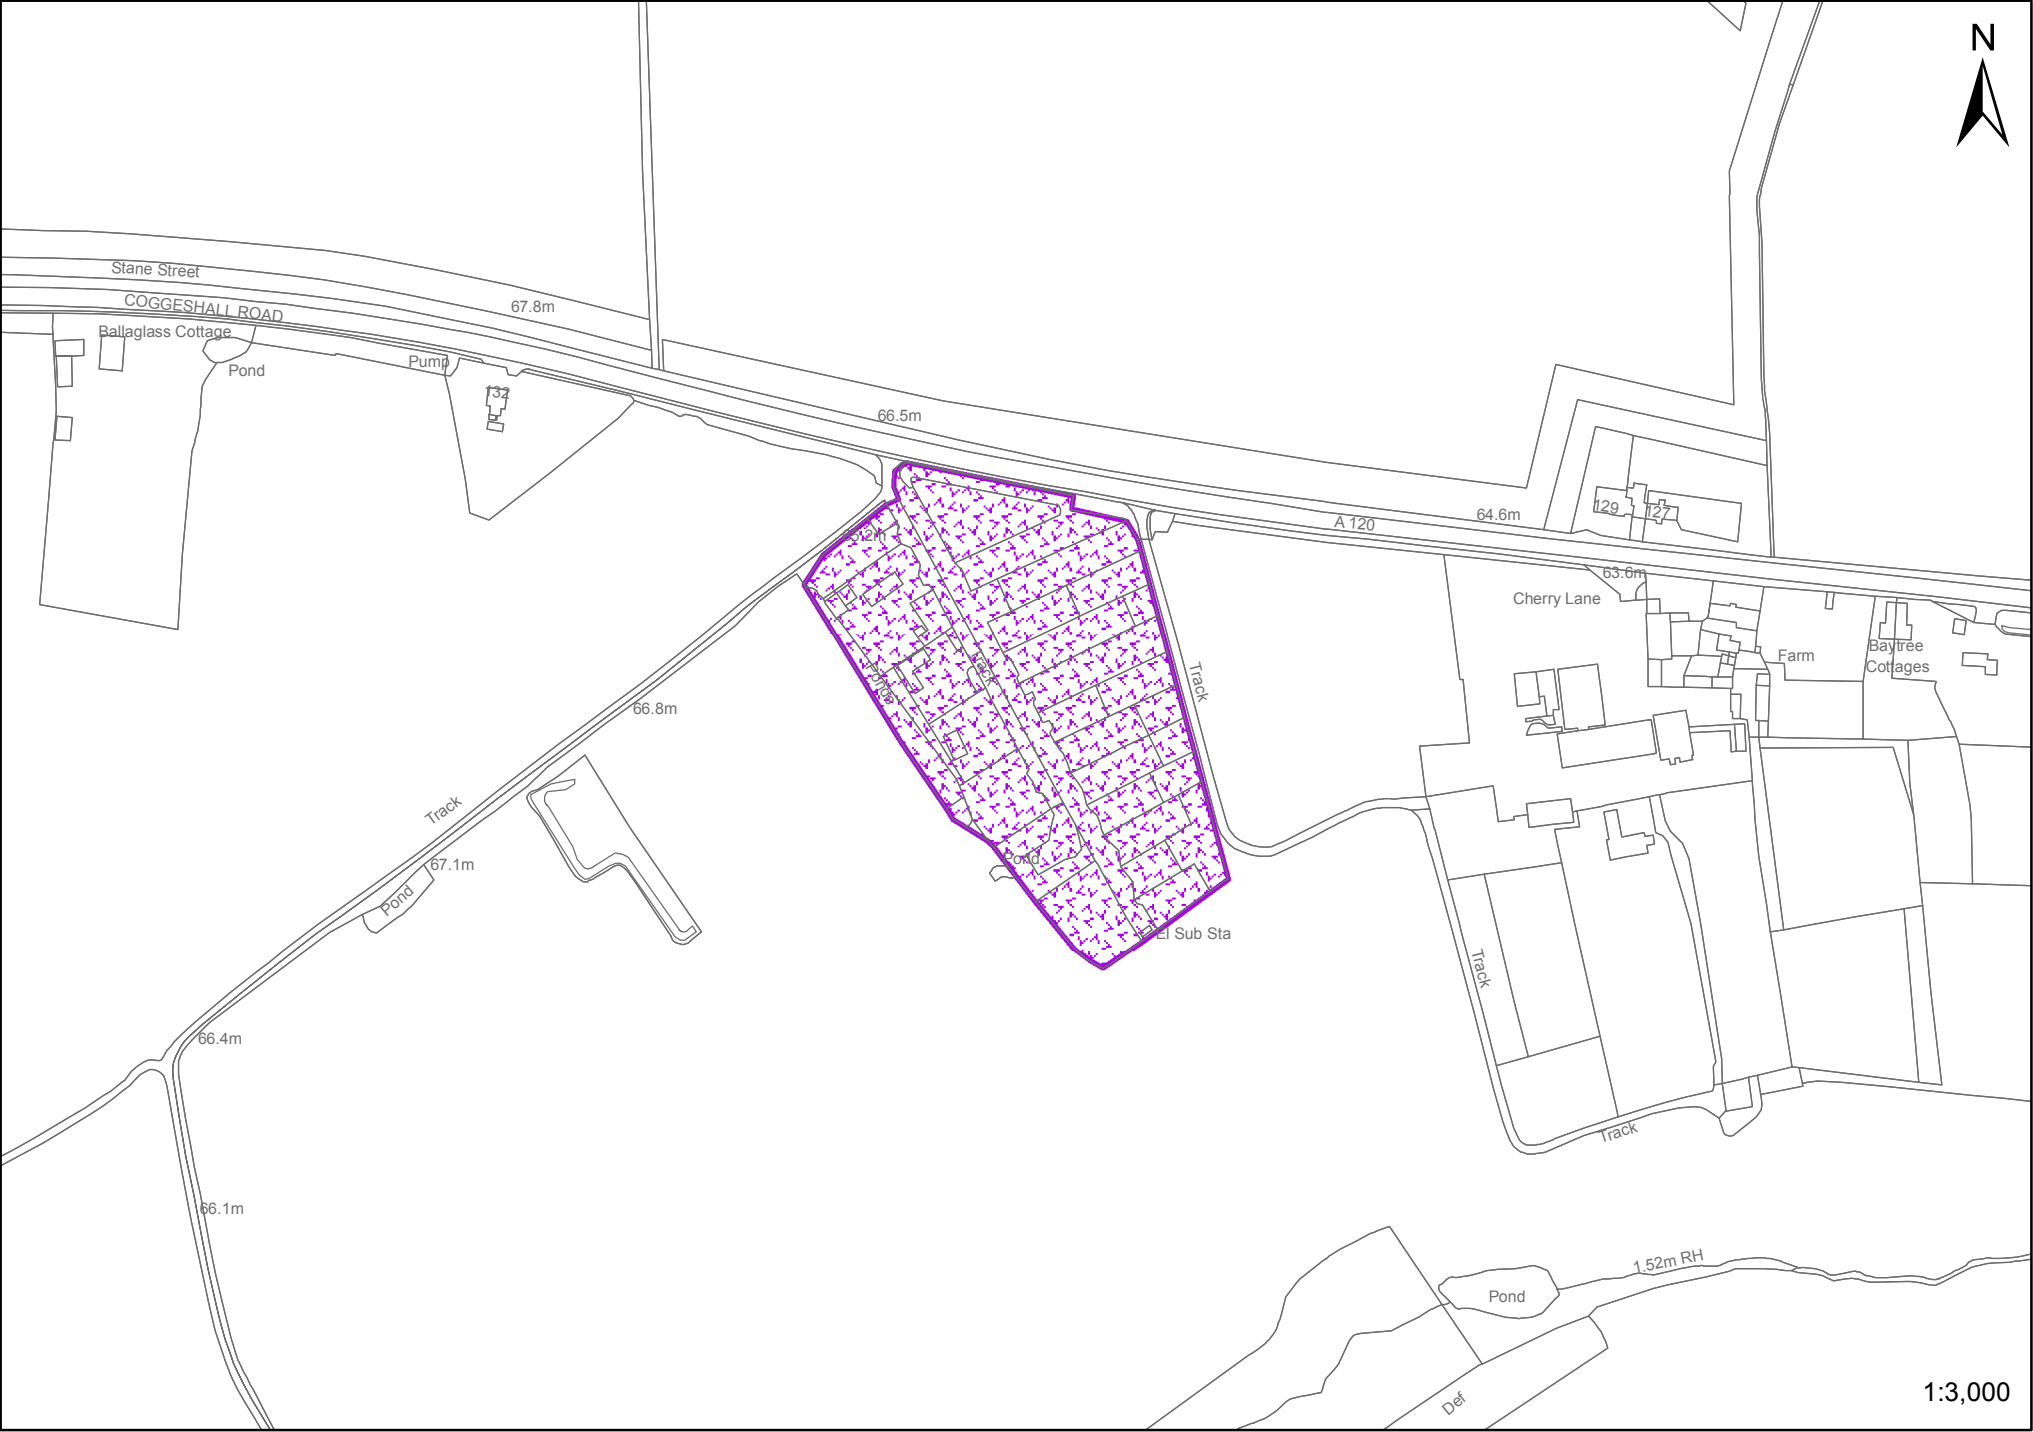 N
Stane Street
COGGESHALL ROAD
67.8m
Ballaglass Cottage
Pond
Pump
132
66.5m
64.6m
A 120
129
127
63.6m
Cherry Lane
Farm
Baytree
Cottages
Track
Ponds
Track
66.8m
Track
67.1m
Pond
Pond
El Sub Sta
Track
66.4m
Track
66.1m
1.52m RH
Pond
Def
1:3,000